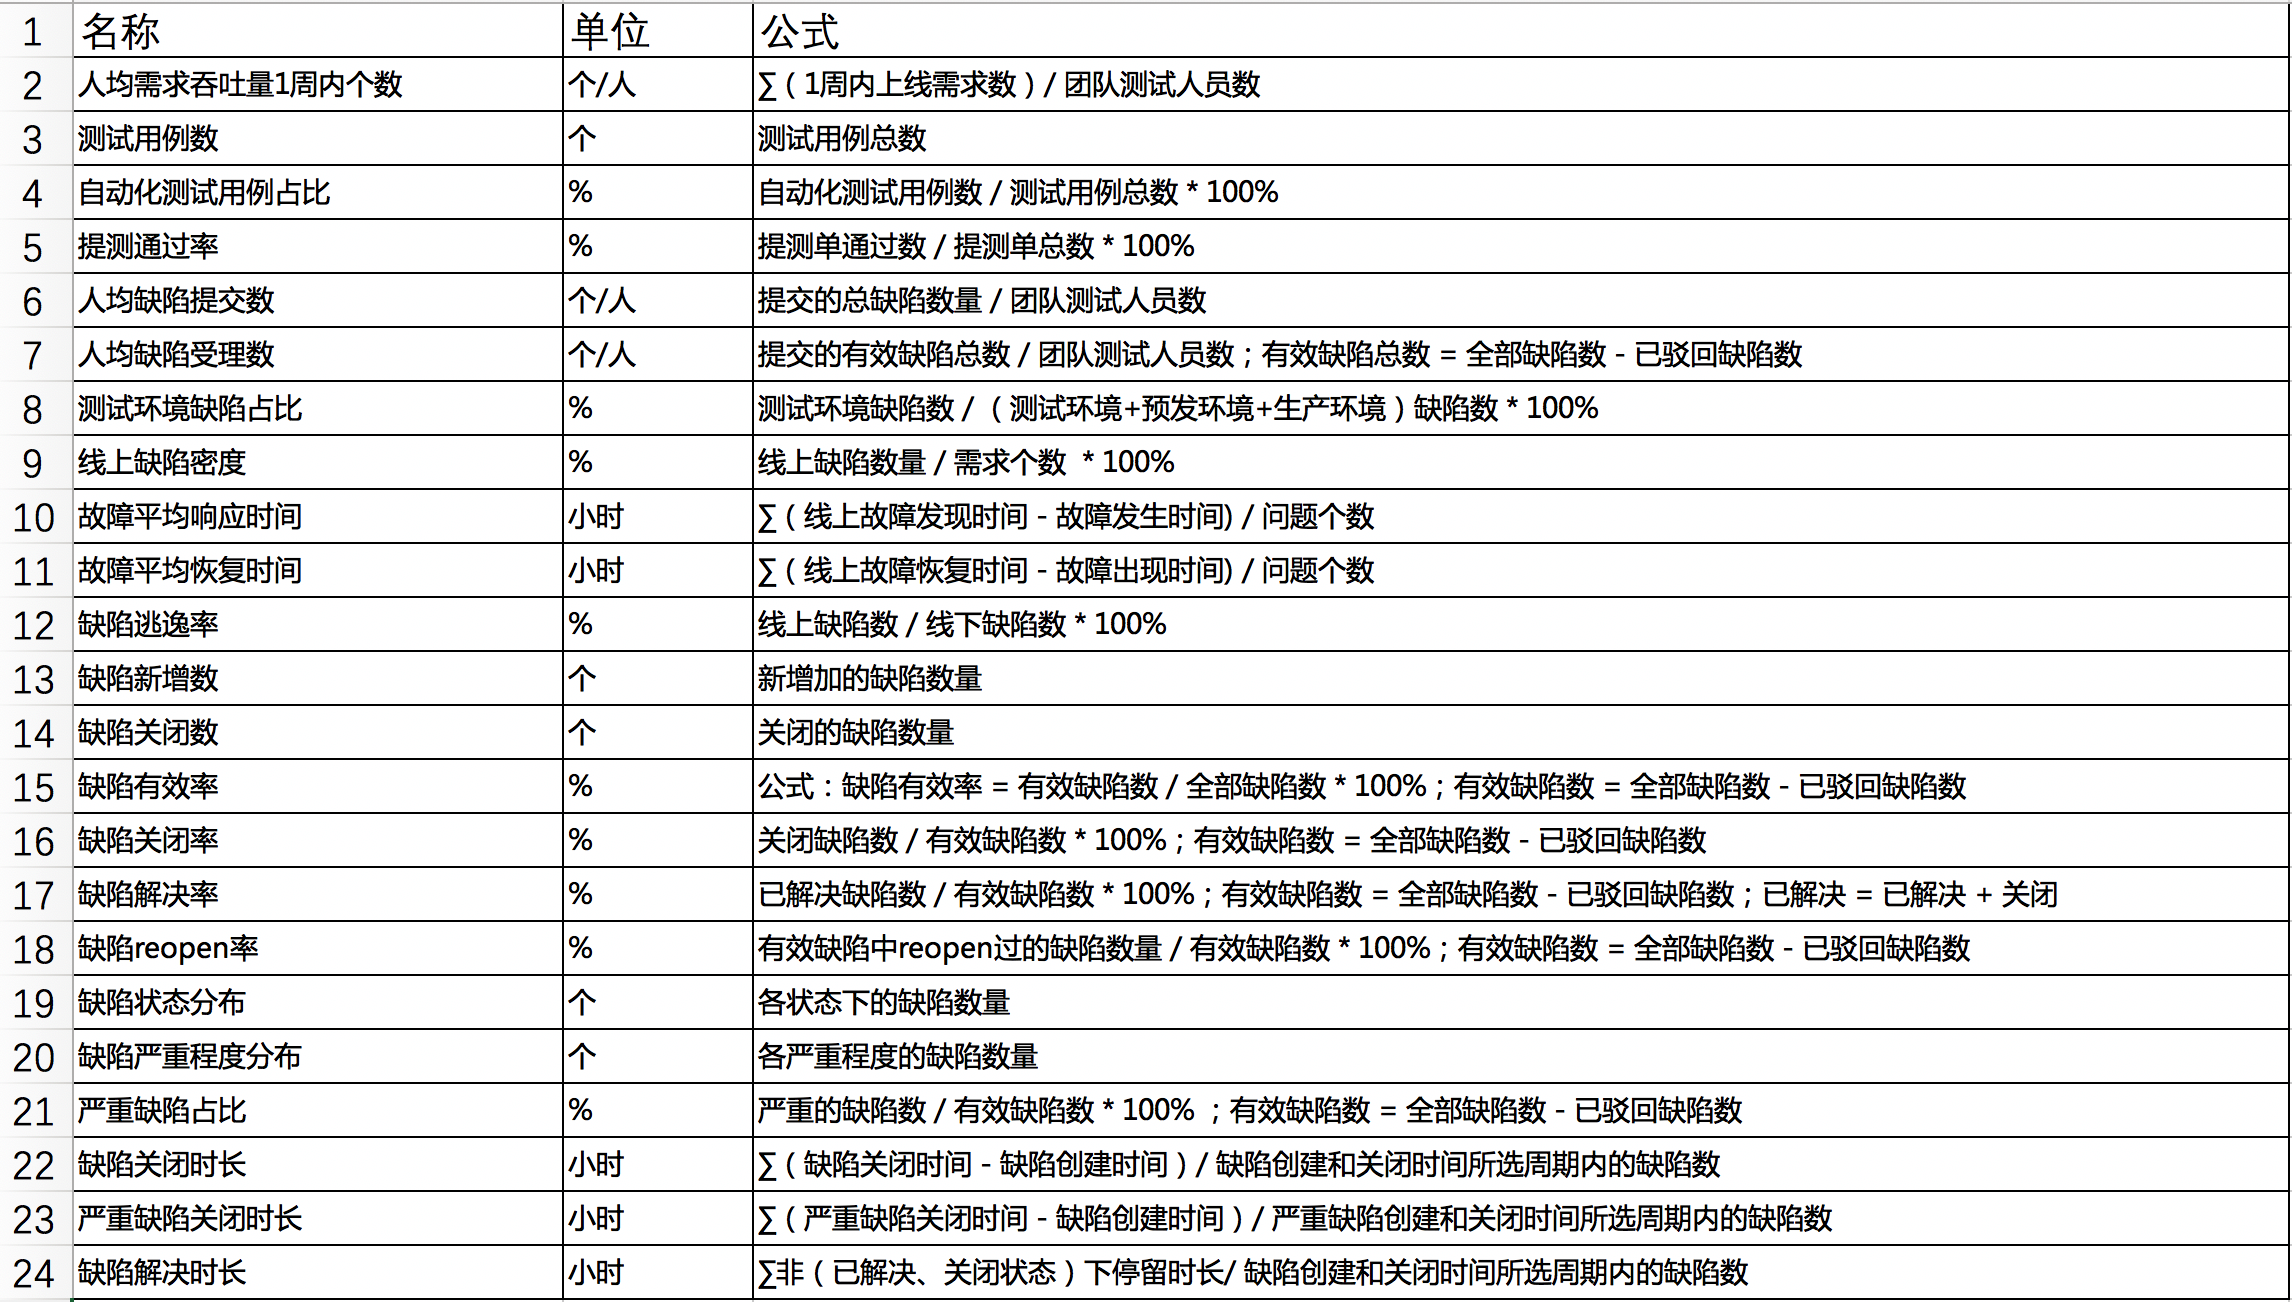 1 名称 单位 公式
2 人均需求吞吐量1周内个数 个/人 ∑（1周内上线需求数）/ 团队测试人员数
3 测试用例数 个 测试用例总数
4 自动化测试用例占比 % 自动化测试用例数 / 测试用例总数 * 100%
5 提测通过率 % 提测单通过数 / 提测单总数 * 100%
6 人均缺陷提交数 个/人 提交的总缺陷数量 / 团队测试人员数
7 人均缺陷受理数 个/人 提交的有效缺陷总数 / 团队测试人员数；有效缺陷总数 = 全部缺陷数 - 已驳回缺陷数
8 测试环境缺陷占比 % 测试环境缺陷数 /（测试环境+预发环境+生产环境）缺陷数 * 100%
9 线上缺陷密度 % 线上缺陷数量 / 需求个数 * 100%
10 故障平均响应时间 小时 ∑（线上故障发现时间 - 故障发生时间) / 问题个数
11 故障平均恢复时间 小时 ∑（线上故障恢复时间 - 故障出现时间) / 问题个数
12 缺陷逃逸率 % 线上缺陷数 / 线下缺陷数 * 100%
13 缺陷新增数 个 新增加的缺陷数量
14 缺陷关闭数 个 关闭的缺陷数量
15 缺陷有效率 % 公式：缺陷有效率 = 有效缺陷数 / 全部缺陷数 * 100%；有效缺陷数 = 全部缺陷数 - 已驳回缺陷数
16 缺陷关闭率 % 关闭缺陷数 / 有效缺陷数 * 100%；有效缺陷数 = 全部缺陷数 - 已驳回缺陷数
17 缺陷解决率 % 已解决缺陷数 / 有效缺陷数 * 100%；有效缺陷数 = 全部缺陷数 - 已驳回缺陷数；已解决 = 已解决 + 关闭
18 缺陷reopen率 % 有效缺陷中reopen过的缺陷数量 / 有效缺陷数 * 100%；有效缺陷数 = 全部缺陷数 - 已驳回缺陷数
19 缺陷状态分布 个 各状态下的缺陷数量
20 缺陷严重程度分布 个 各严重程度的缺陷数量
21 严重缺陷占比 % 严重的缺陷数 / 有效缺陷数 * 100% ；有效缺陷数 = 全部缺陷数 - 已驳回缺陷数
22 缺陷关闭时长 小时 ∑（缺陷关闭时间 - 缺陷创建时间）/ 缺陷创建和关闭时间所选周期内的缺陷数
23 严重缺陷关闭时长 小时 ∑（严重缺陷关闭时间 - 缺陷创建时间）/ 严重缺陷创建和关闭时间所选周期内的缺陷数
24 缺陷解决时长 小时 ∑非（已解决、关闭状态）下停留时长/ 缺陷创建和关闭时间所选周期内的缺陷数